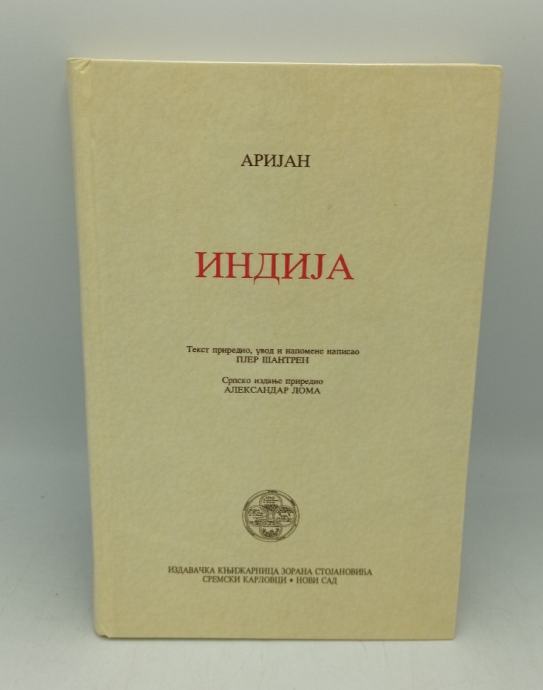 АРИЈАН
ИНДИЈА
Текст приредио, увод и напомене написао
ПЈЕР ШАНТРЕН
Српско издање приредио
АЛЕКСАНДАР ЛОМА
ИЗДАВАЧКА КЊИЖАРНИЦА ЗОРАНА СТОЈАНОВИЋА
СРЕМСКИ КАРЛОВЦИ • НОВИ САД